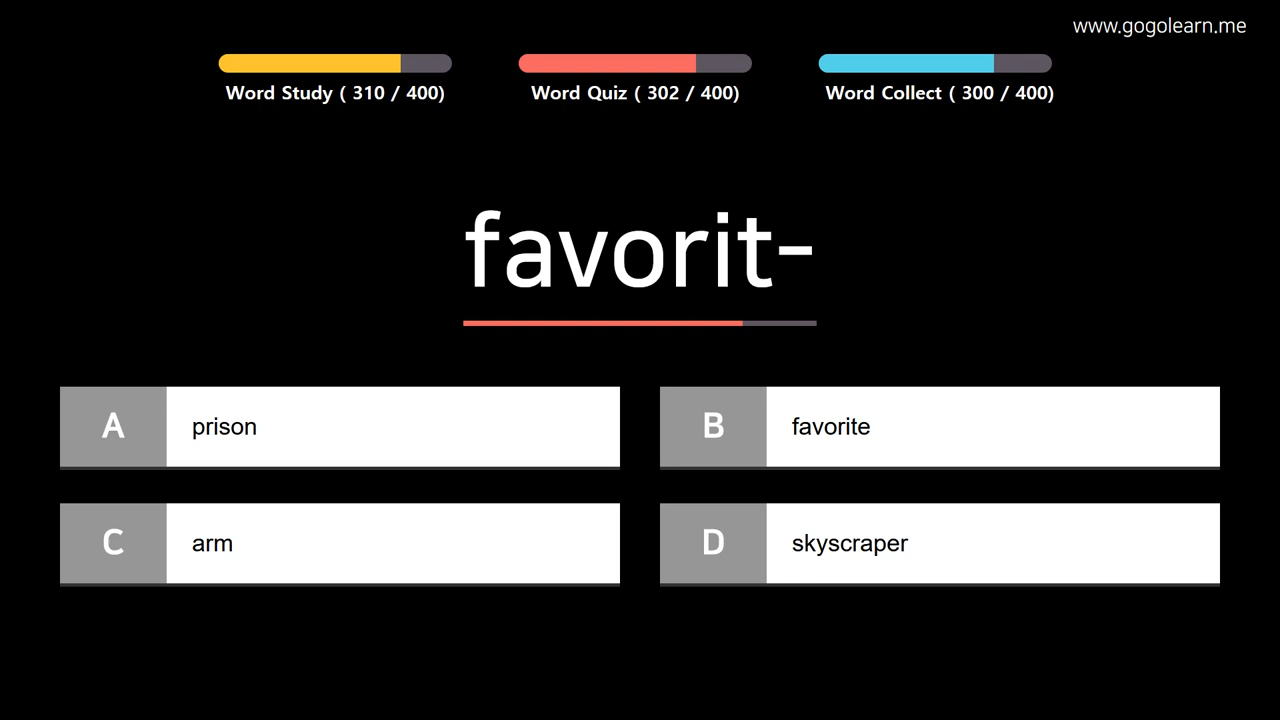 www.gogolearn.me
Word Study ( 310 / 400)
Word Quiz ( 302 / 400)
Word Collect ( 300 / 400)
favorit-
A prison
B favorite
C arm
D skyscraper